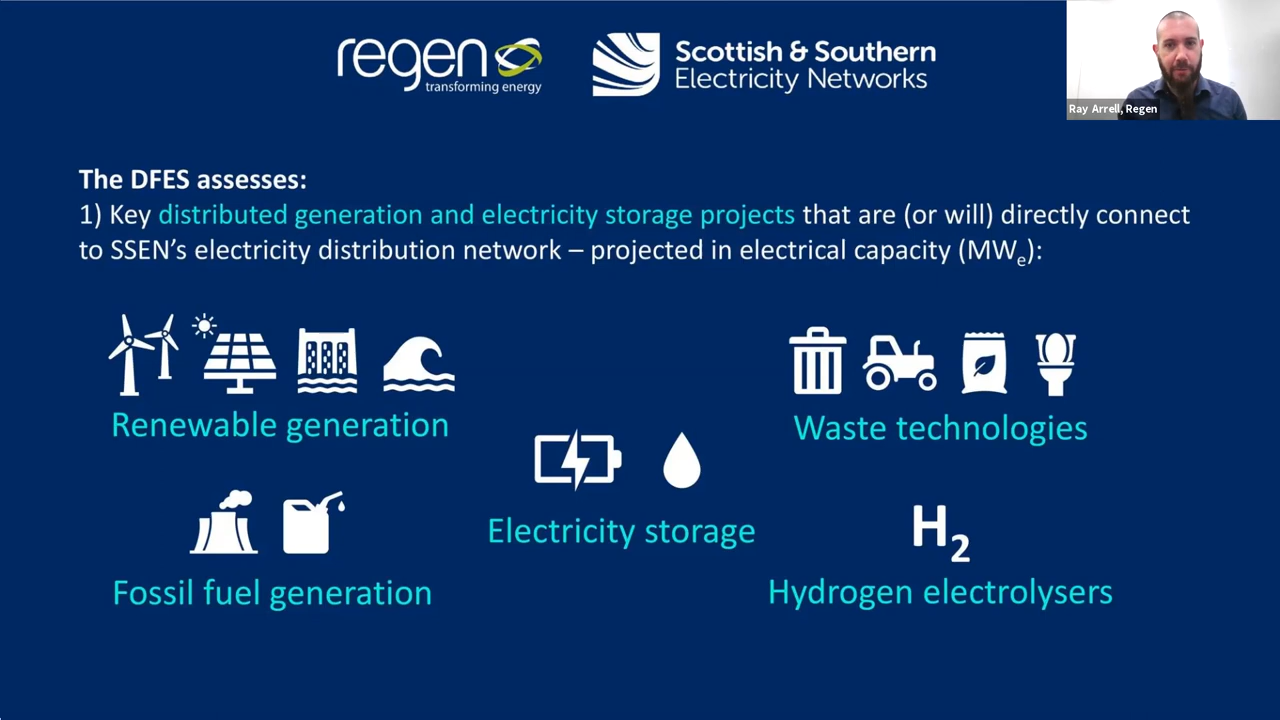 regen
transforming energy
Scottish & Southern
Electricity Networks
Ray Arrell, Regen
The DFES assesses:
1) Key distributed generation and electricity storage projects that are (or will) directly connect
to SSEN’s electricity distribution network – projected in electrical capacity (MWₑ):
Renewable generation
Waste technologies
Electricity storage
H₂
Fossil fuel generation
Hydrogen electrolysers